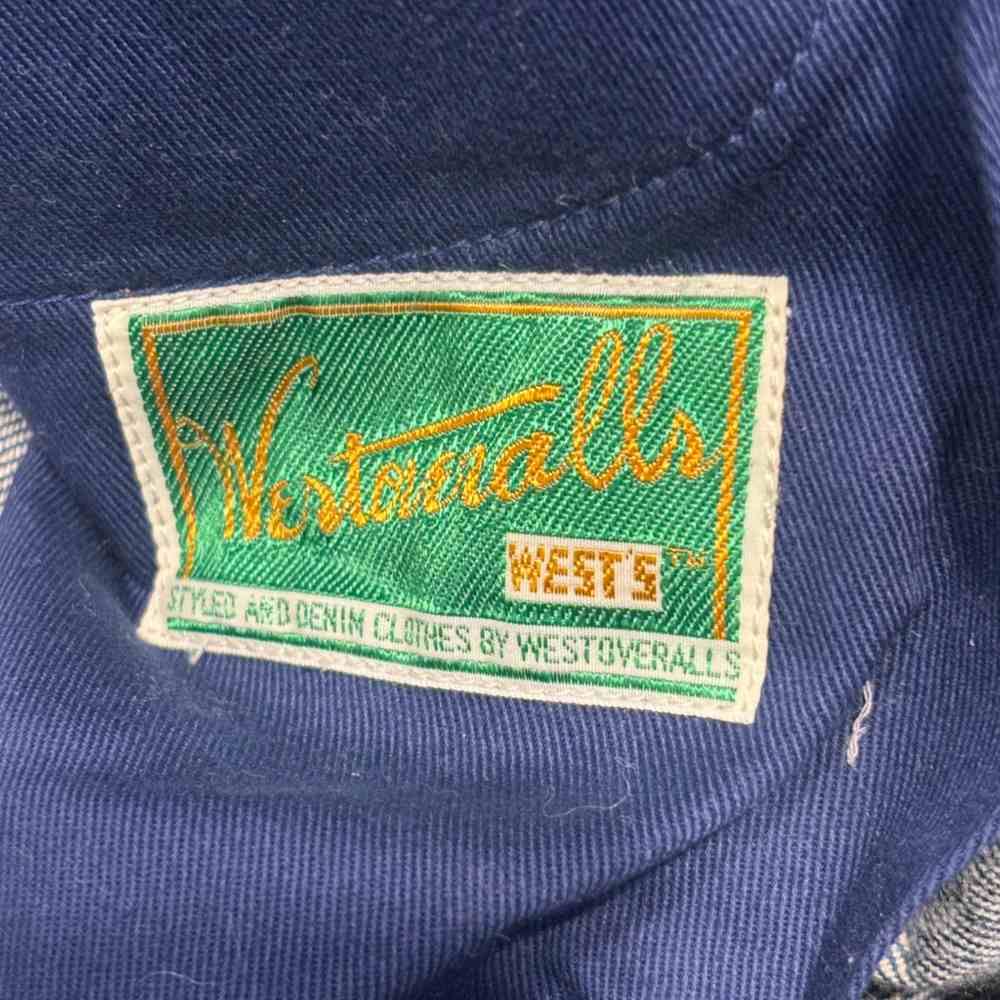 Westoveralls
WEST'S™
STYLED AND DENIM CLOTHES BY WESTOVERALLS